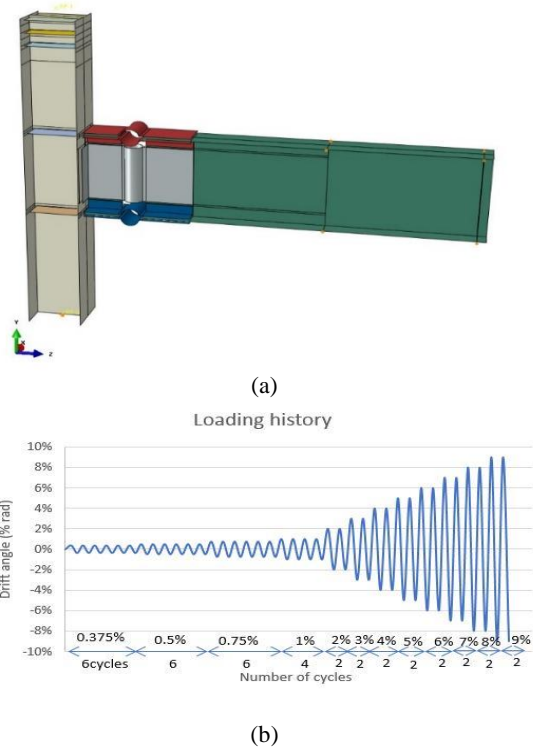 Y
X
Z
(a)
Loading history
10%
8%
6%
4%
2%
0%
-2%
-4%
-6%
-8%
-10%
Drift angle (% rad)
0.375% 0.5% 0.75% 1% 2% 3% 4% 5% 6% 7% 8% 9%
6cycles 6 6 4 2 2 2 2 2 2 2 2
Number of cycles
(b)